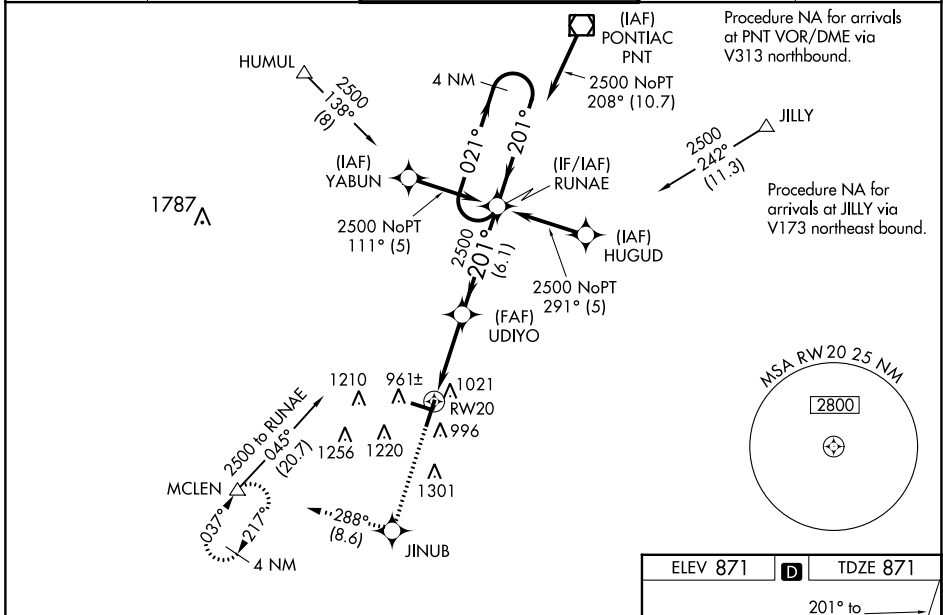 (IAF)
PONTIAC
PNT
2500 NoPT
208° (10.7)
Procedure NA for arrivals
at PNT VOR/DME via
V313 northbound.
HUMUL
2500
138°
(8)
4 NM
021°
201°
JILLY
2500
242°
(11.3)
(IAF)
YABUN
(IF/IAF)
RUNAE
Procedure NA for
arrivals at JILLY via
V173 northeast bound.
1787
2500 NoPT
111° (5)
2500
201°
(6.1)
(IAF)
HUGUD
2500 NoPT
291° (5)
(FAF)
UDIYO
MSA RW20 25 NM
2800
1210
961±
1021
RW20
2500 to RUNAE
045°
(20.7)
1256
1220
996
1301
MCLEN
037°
217°
4 NM
288°
(8.6)
JINUB
ELEV 871
D
TDZE 871
201° to